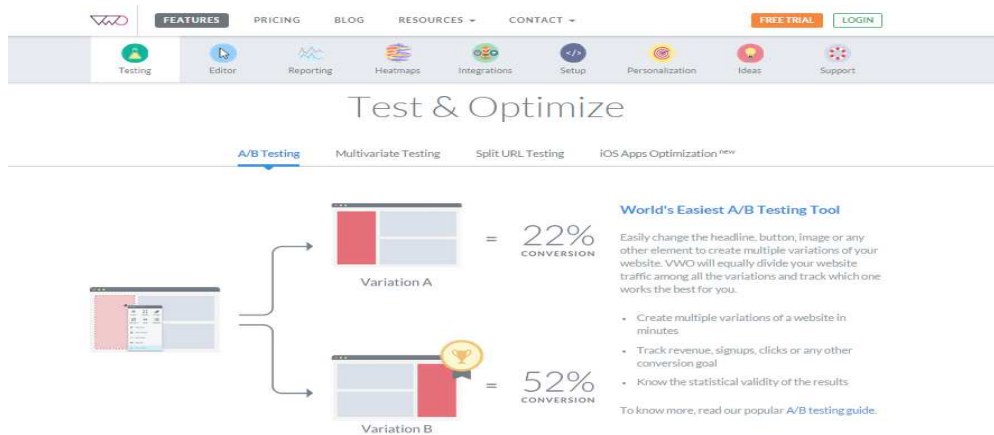 VWO FEATURES PRICING BLOG RESOURCES CONTACT FREE TRIAL LOGIN
Testing Editor Reporting Heatmaps Integrations Setup Personalization Ideas Support
Test & Optimize
A/B Testing Multivariate Testing Split URL Testing iOS Apps Optimization new
= 22%
CONVERSION
Variation A
= 52%
CONVERSION
Variation B
World's Easiest A/B Testing Tool
Easily change the headline, button, image or any
other element to create multiple variations of your
website. VWO will equally divide your website
traffic among all the variations and track which one
works the best for you.
• Create multiple variations of a website in
minutes
• Track revenue, signups, clicks or any other
conversion goal
• Know the statistical validity of the results
To know more, read our popular A/B testing guide.